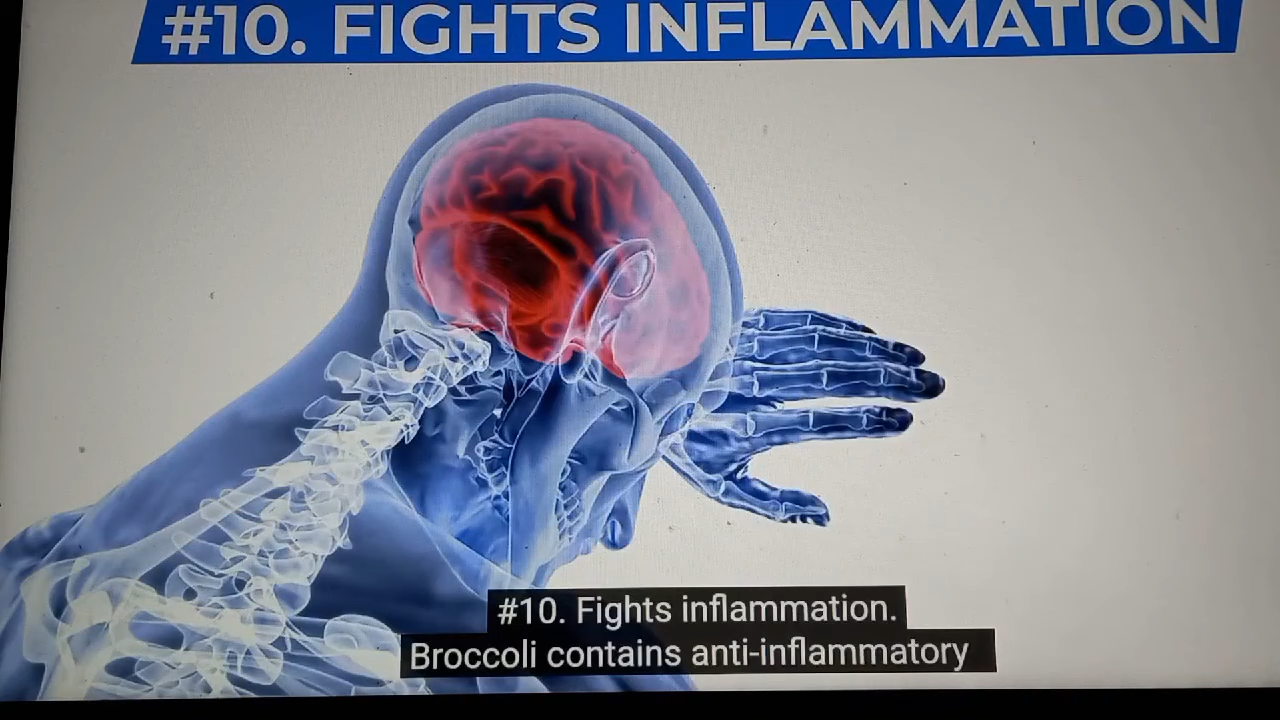 #10. FIGHTS INFLAMMATION
#10. Fights inflammation.
Broccoli contains anti-inflammatory